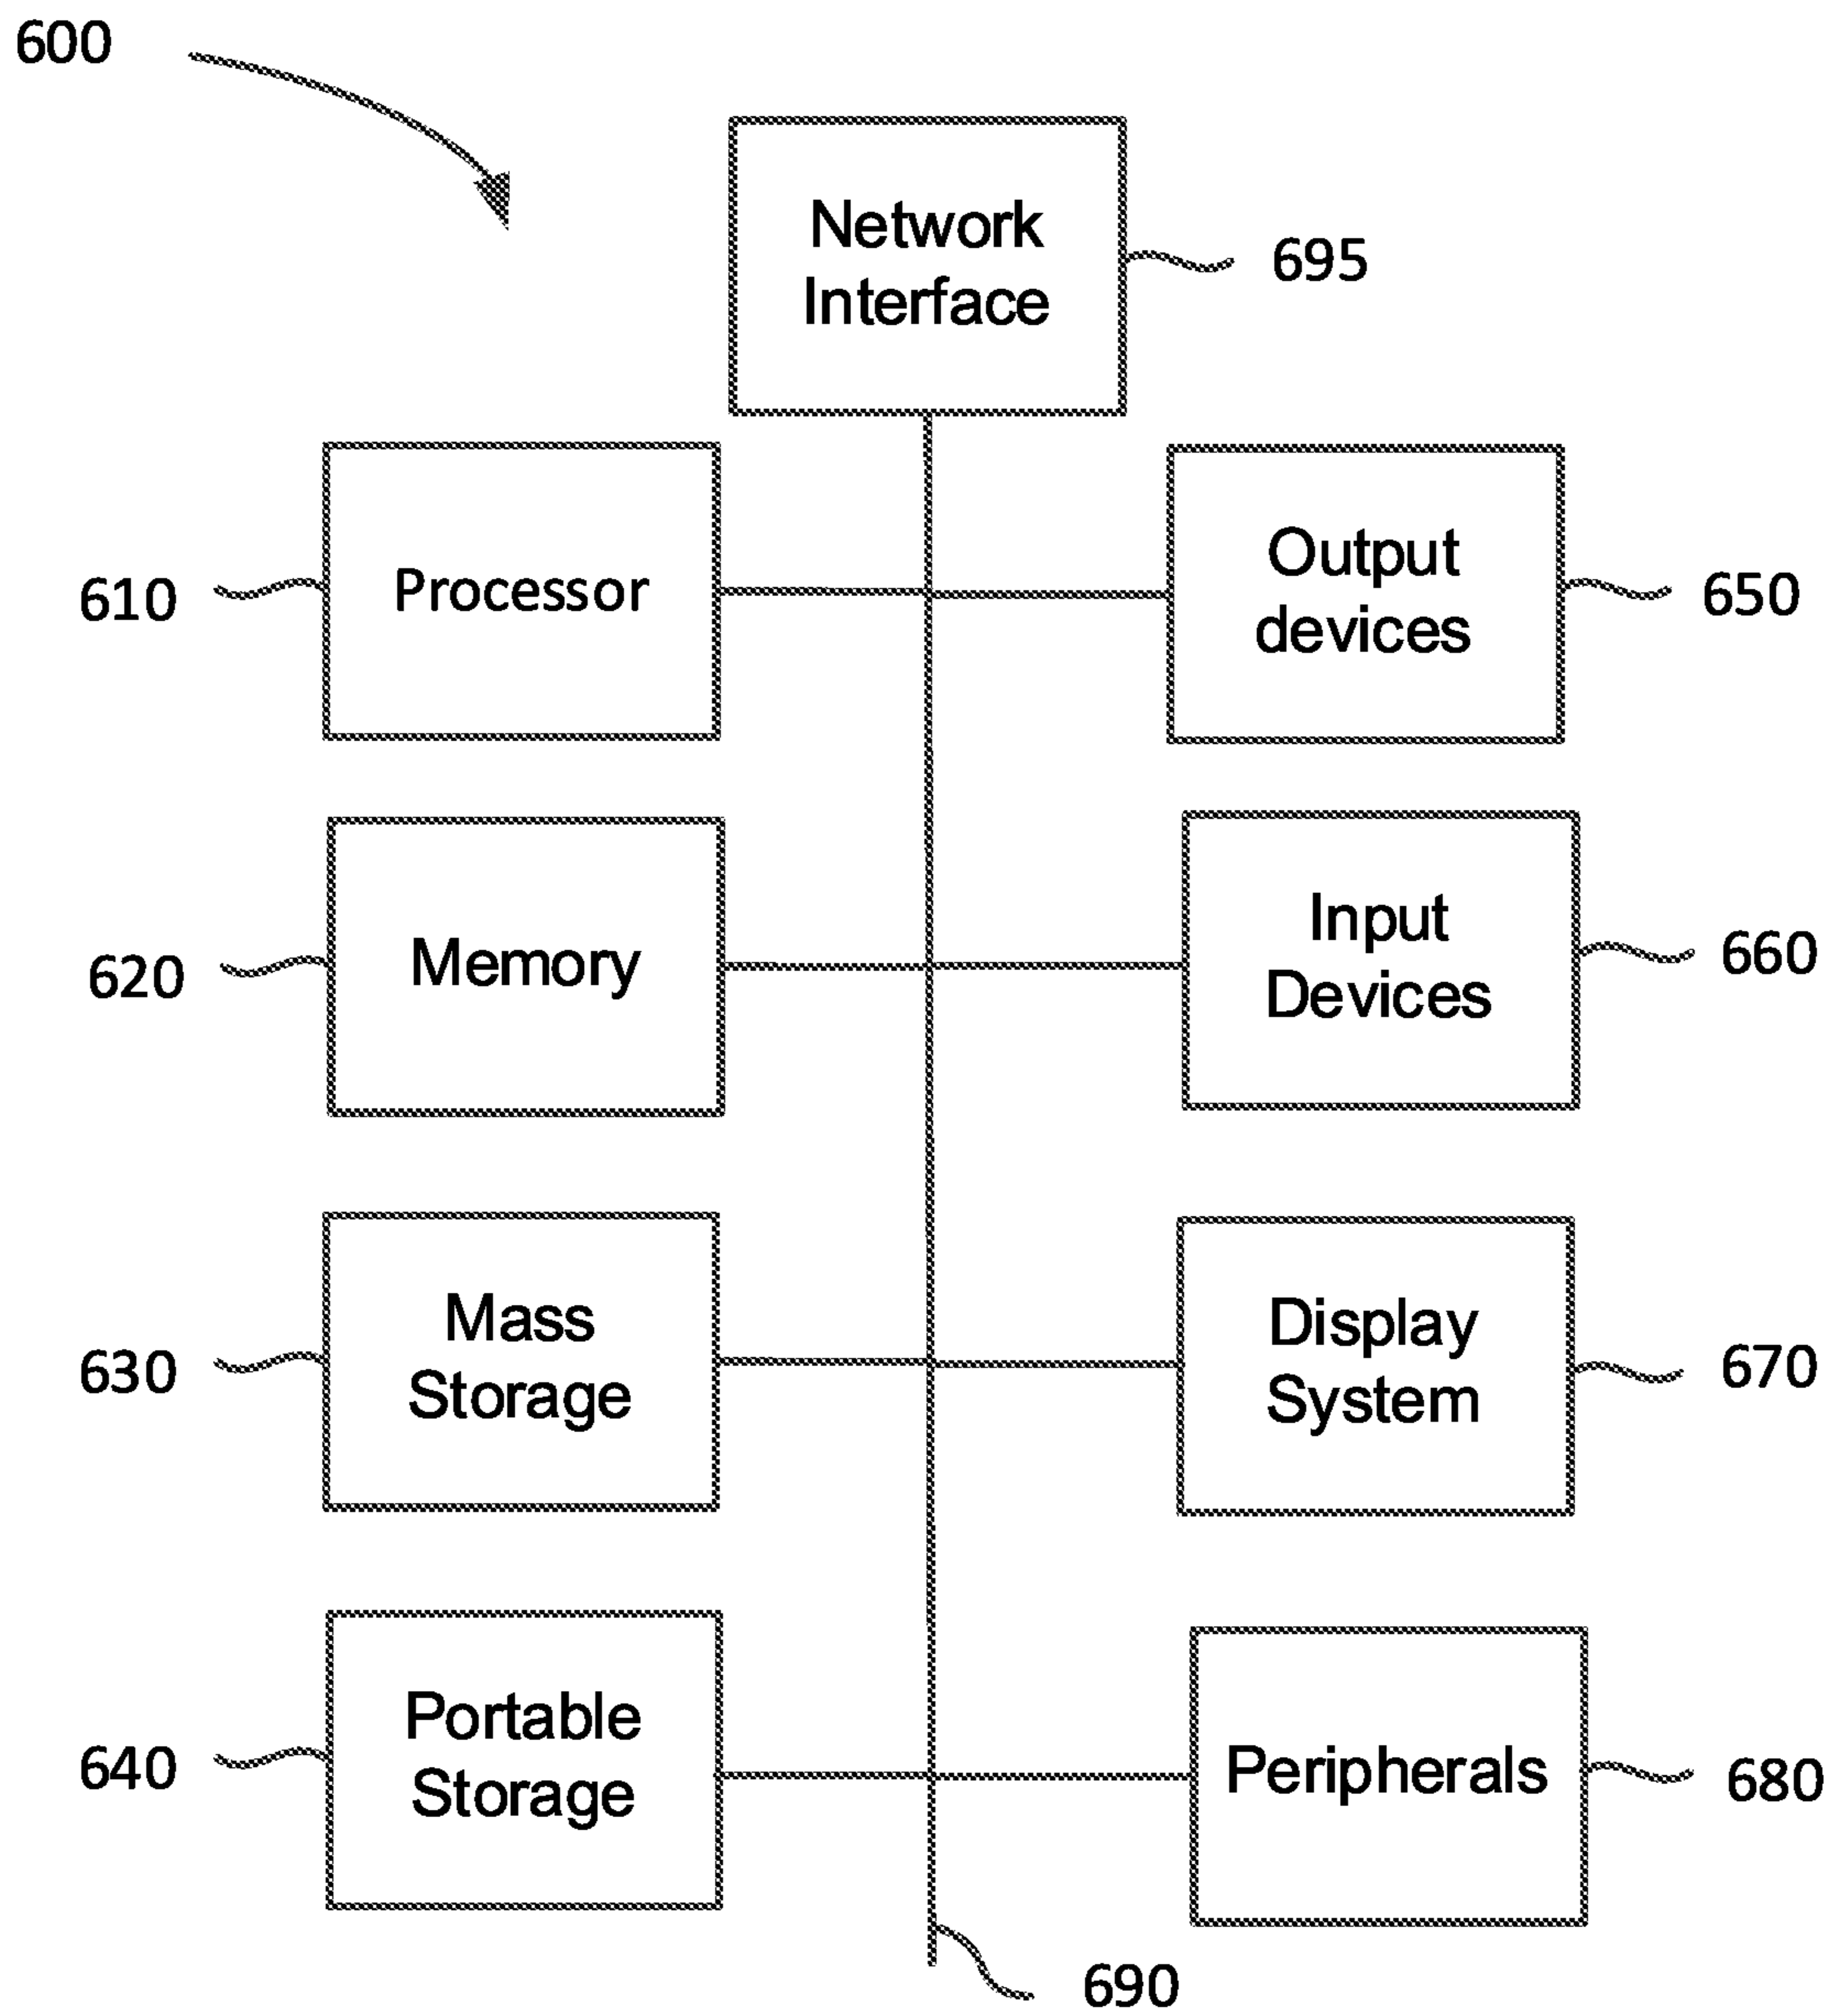 600
Network
Interface
695
610
Processor
Output
devices
650
620
Memory
Input
Devices
660
630
Mass
Storage
Display
System
670
640
Portable
Storage
Peripherals
680
690